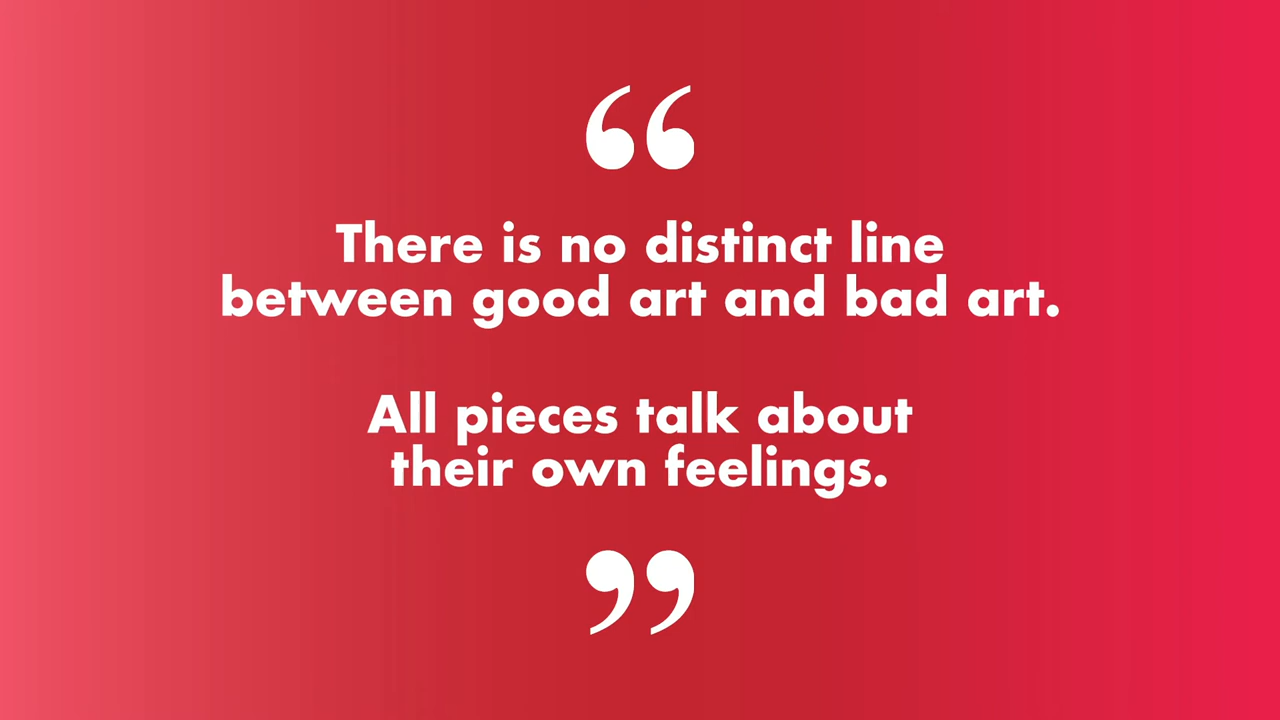 “
There is no distinct line
between good art and bad art.
All pieces talk about
their own feelings.
”